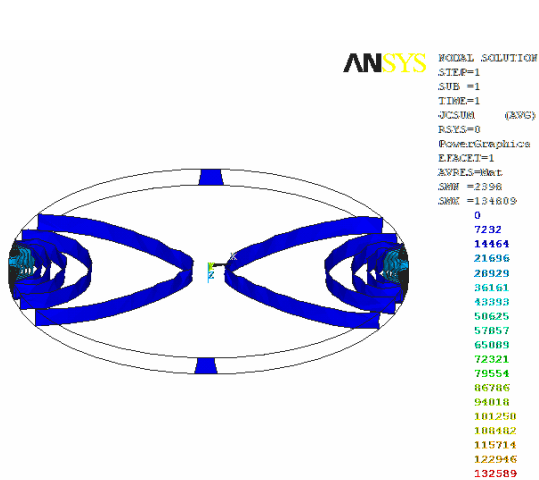 ANSYS
NODAL SOLUTION
STEP=1
SUB =1
TIME=1
JCSUM (AVG)
RSYS=0
PowerGraphics
EFACET=1
AVRES=Mat
SMN =2396
SMX =134609
0
7232
14464
21696
28929
36161
43393
50625
57857
65089
72321
79554
86786
94018
101250
108482
115714
122946
132589
X
Z